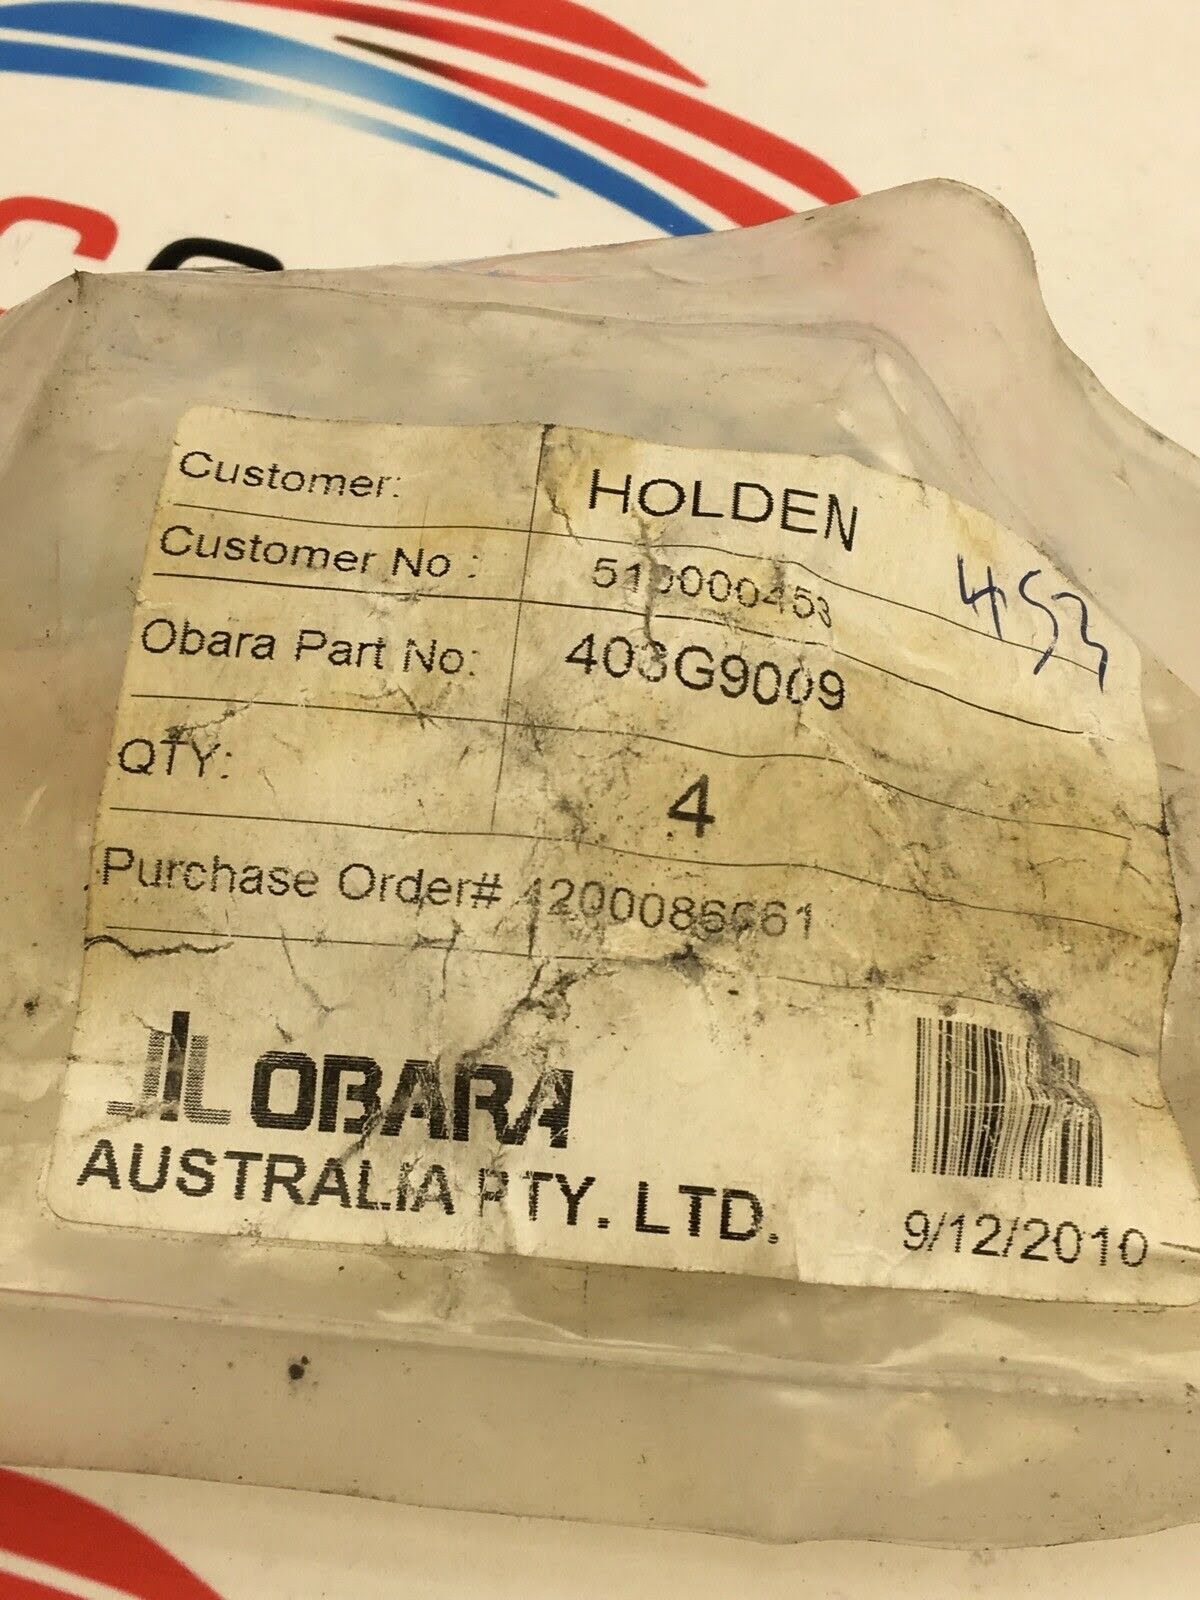 Customer: HOLDEN
Customer No :
453
Obara Part No: 403G9009
QTY: 4
Purchase Order#
OBARA
AUSTRALIA PTY. LTD.
9/12/2010